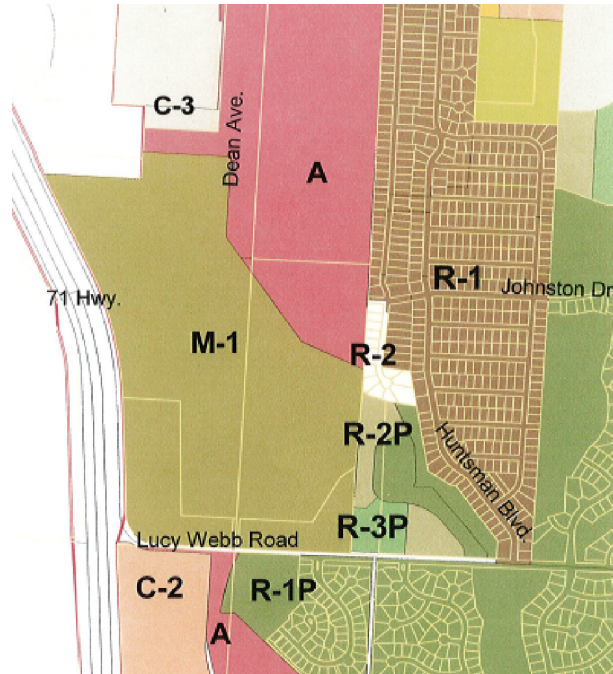 C-3
Dean Ave.
A
R-1
Johnston Dr
71 Hwy.
M-1
R-2
R-2P
Huntsman Blvd.
R-3P
Lucy Webb Road
C-2
R-1P
A